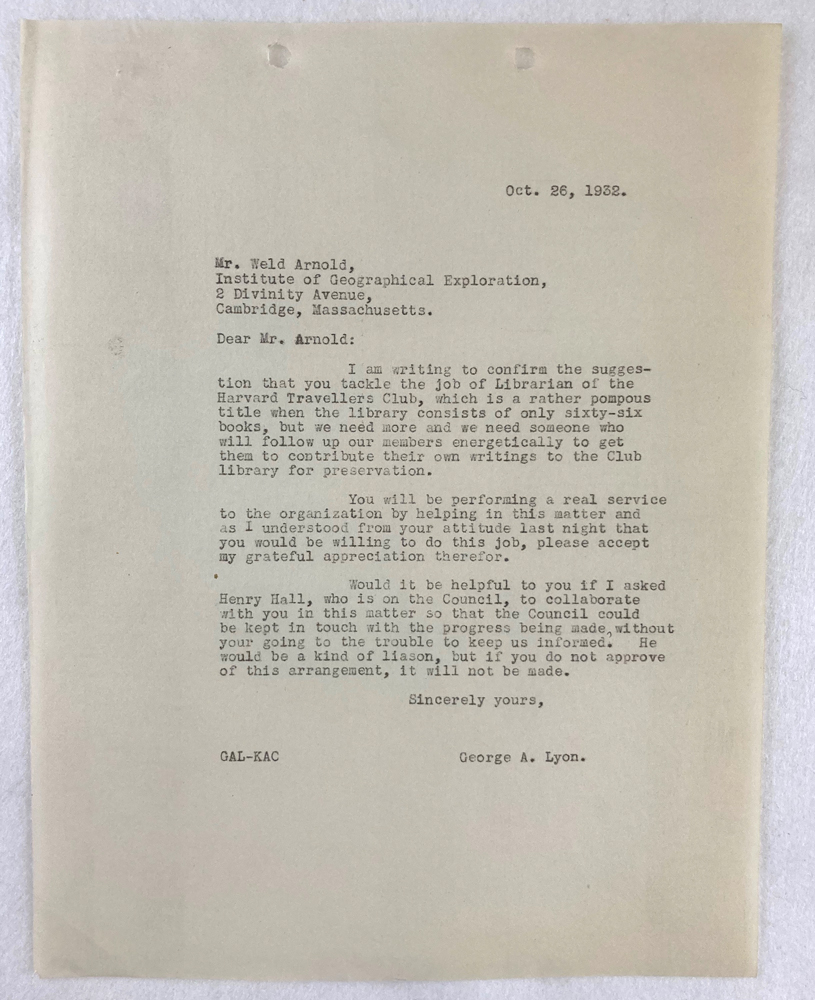 Oct. 26, 1932.
Mr. Weld Arnold,
Institute of Geographical Exploration,
2 Divinity Avenue,
Cambridge, Massachusetts.
Dear Mr. Arnold:
I am writing to confirm the sugges-
tion that you tackle the job of Librarian of the
Harvard Travellers Club, which is a rather pompous
title when the library consists of only sixty-six
books, but we need more and we need someone who
will follow up our members energetically to get
them to contribute their own writings to the Club
library for preservation.
You will be performing a real service
to the organization by helping in this matter and
as I understood from your attitude last night that
you would be willing to do this job, please accept
my grateful appreciation therefor.
Would it be helpful to you if I asked
Henry Hall, who is on the Council, to collaborate
with you in this matter so that the Council could
be kept in touch with the progress being made, without
your going to the trouble to keep us informed. He
would be a kind of liason, but if you do not approve
of this arrangement, it will not be made.
Sincerely yours,
GAL-KAC George A. Lyon.